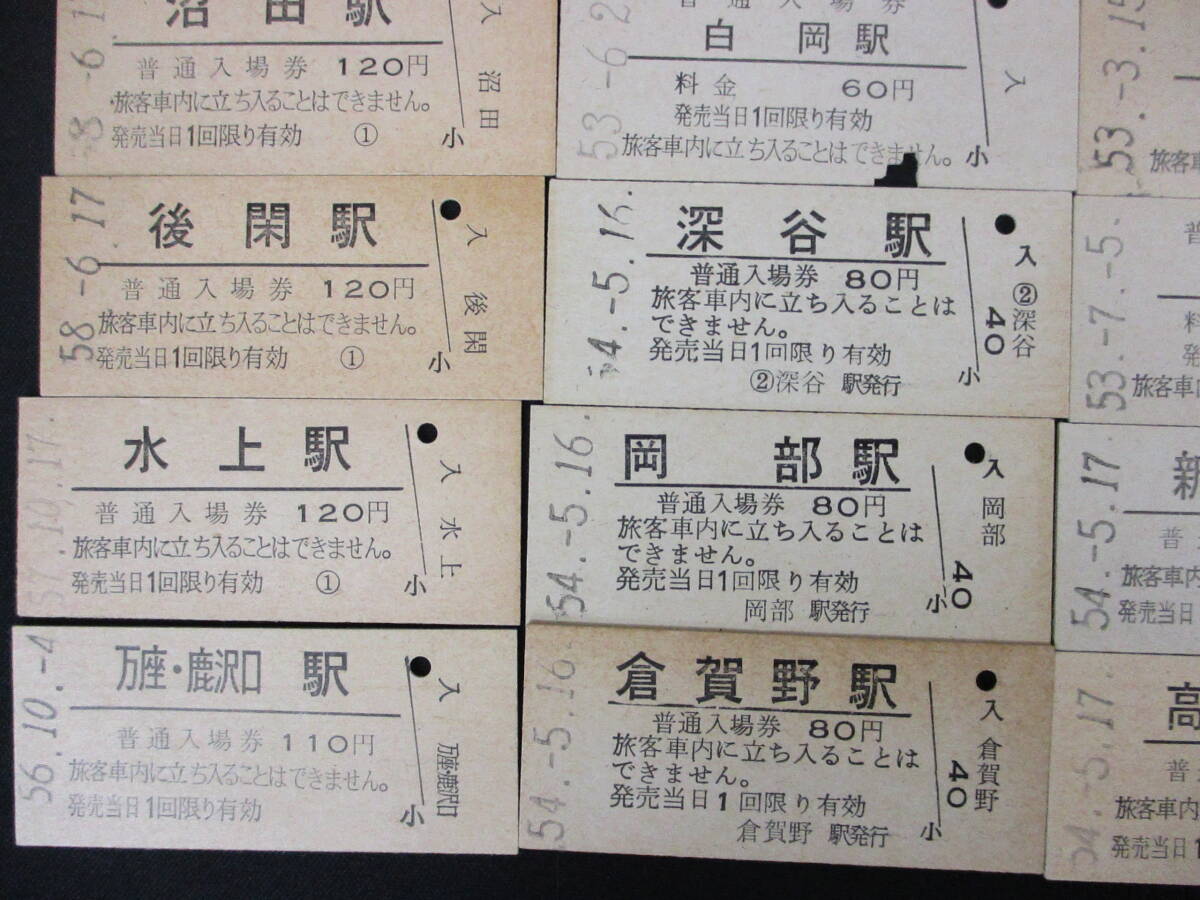 沼田駅
普通入場券 120円
旅客車内に立ち入ることはできません。
発売当日1回限り有効 ①
小
入 沼田
普通入場券
白岡駅
料金 60円
発売当日1回限り有効
旅客車内に立ち入ることはできません。
小
入
53.-6.2
53.-3.15
旅客車
58.-6.17
後閑駅
普通入場券 120円
旅客車内に立ち入ることはできません。
発売当日1回限り有効 ①
小
入 後閑
54.-5.16.
深谷駅
普通入場券 80円
旅客車内に立ち入ることは
できません。
発売当日1回限り有効
②深谷 駅発行
小
40
入 ②深谷
53.-7.-5.
普
料
発
旅客車
57.10.17.
水上駅
普通入場券 120円
旅客車内に立ち入ることはできません。
発売当日1回限り有効 ①
小
入 水上
54.-5.16.
岡部駅
普通入場券 80円
旅客車内に立ち入ることは
できません。
発売当日1回限り有効
岡部 駅発行
小
40
入 岡部
54.-5.17
新
普
旅客車内
発売当日
56.10.-4
万座・鹿沢口駅
普通入場券 110円
旅客車内に立ち入ることはできません。
発売当日1回限り有効
小
入 万座・鹿沢口
54.-5.16
倉賀野駅
普通入場券 80円
旅客車内に立ち入ることは
できません。
発売当日1回限り有効
倉賀野 駅発行
小
40
入 倉賀野
54.-5.17.
高
普
旅客車内
発売当日1